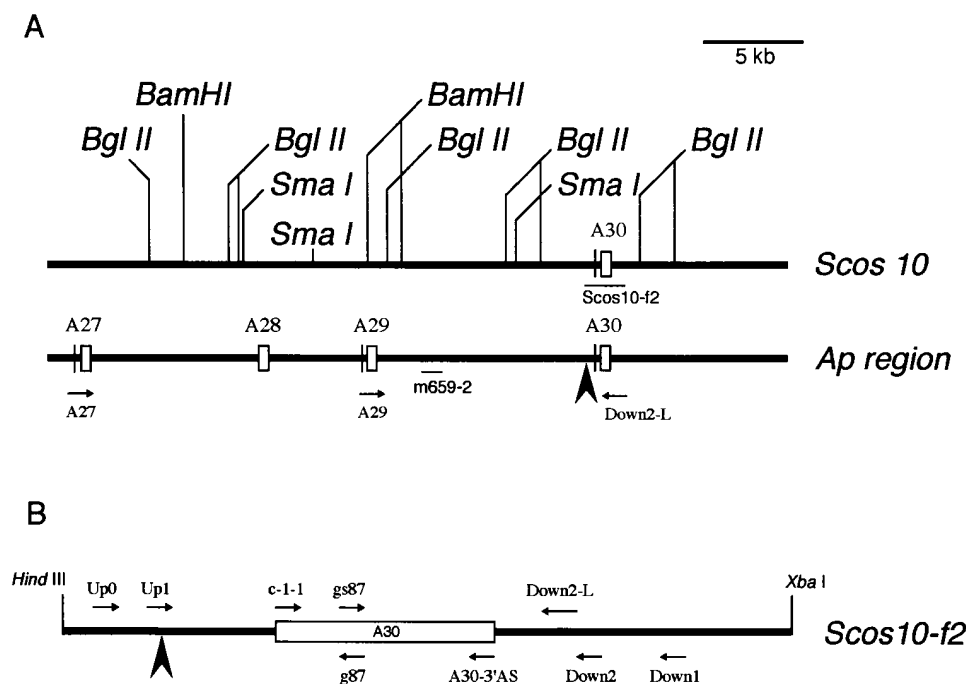 A
5 kb
BamHI
BamHI
Bgl II
Bgl II
Bgl II
Bgl II
Bgl II
Sma I
Sma I
Sma I
A30
Scos 10
Scos10-f2
A27
A28
A29
A30
Ap region
m659-2
A27
A29
Down2-L
B
Hind III
Up0
Up1
c-1-1
gs87
Down2-L
Xba I
A30
Scos10-f2
g87
A30-3'AS
Down2
Down1